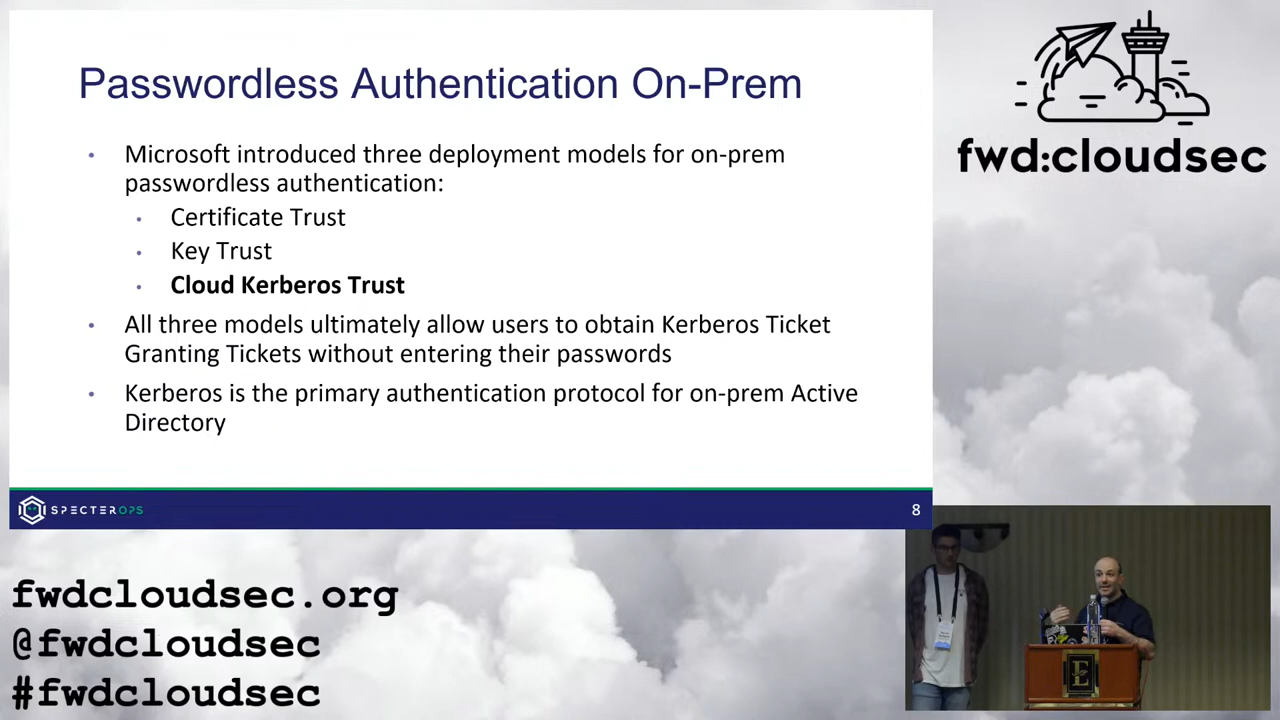 Passwordless Authentication On-Prem
• Microsoft introduced three deployment models for on-prem
passwordless authentication:
• Certificate Trust
• Key Trust
• Cloud Kerberos Trust
• All three models ultimately allow users to obtain Kerberos Ticket
Granting Tickets without entering their passwords
• Kerberos is the primary authentication protocol for on-prem Active
Directory
SPECTEROPS
8
fwd:cloudsec
fwdcloudsec.org
@fwdcloudsec
#fwdcloudsec
E